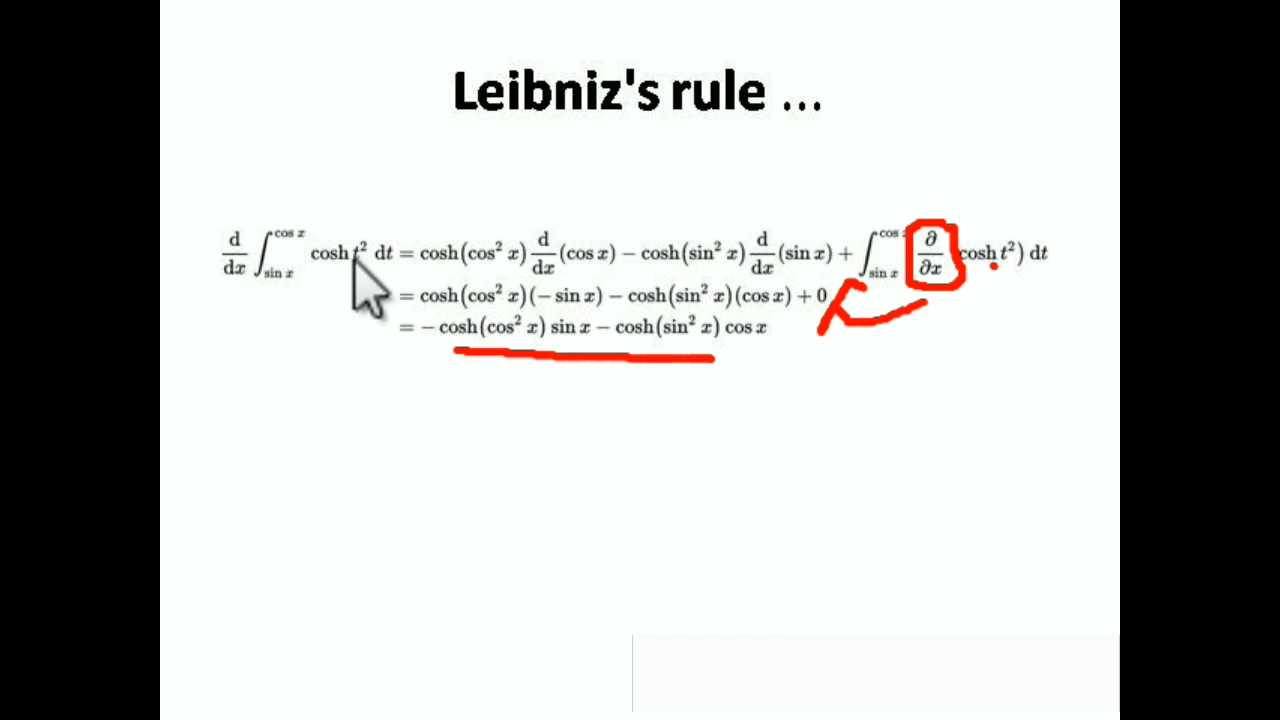 Leibniz's rule ...
d/dx ∫_{sin x}^{cos x} cosh t² dt = cosh(cos² x) d/dx (cos x) − cosh(sin² x) d/dx (sin x) + ∫_{sin x}^{cos} ∂/∂x cosh t²) dt
= cosh(cos² x)(− sin x) − cosh(sin² x)(cos x) + 0
= − cosh(cos² x) sin x − cosh(sin² x) cos x